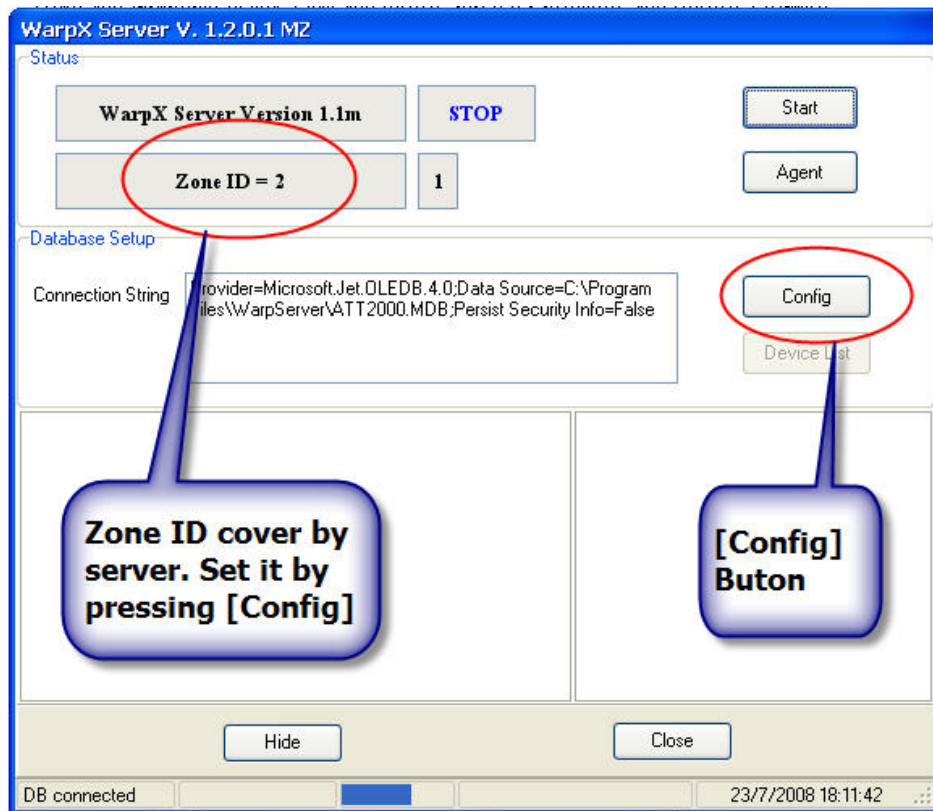 WarpX Server V. 1.2.0.1 MZ
Status
WarpX Server Version 1.1m
STOP
Start
Zone ID = 2
1
Agent
Database Setup
Connection String
Provider=Microsoft.Jet.OLEDB.4.0;Data Source=C:\Program
Files\WarpServer\ATT2000.MDB;Persist Security Info=False
Config
Device List
Zone ID cover by
server. Set it by
pressing [Config]
[Config]
Buton
Hide
Close
DB connected
23/7/2008 18:11:42